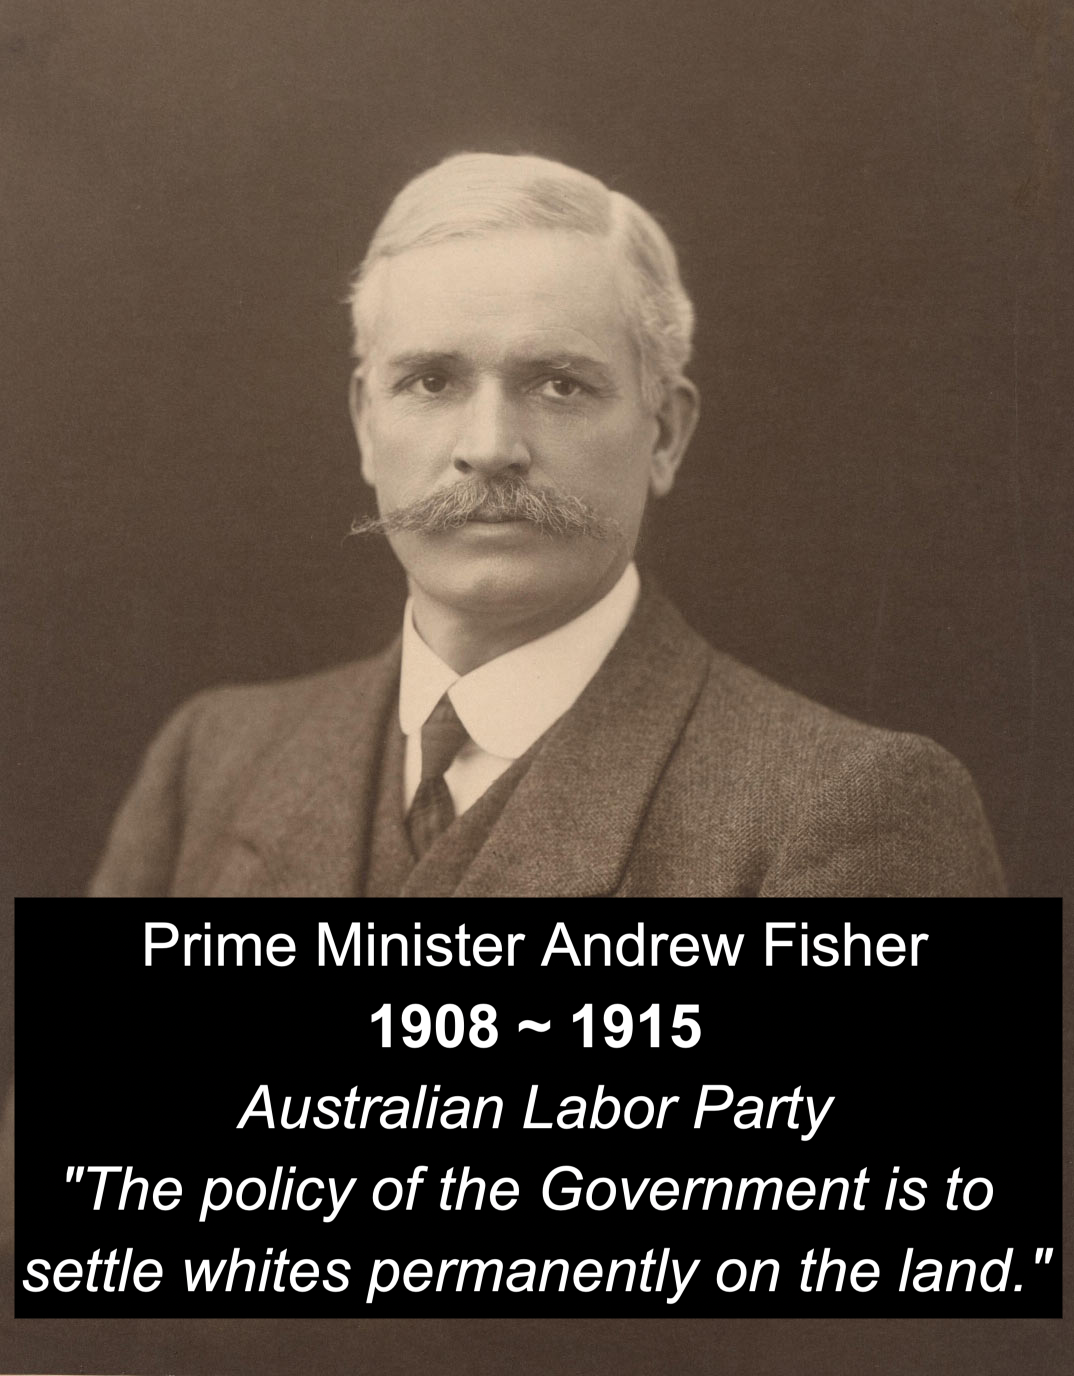 Prime Minister Andrew Fisher
1908 ~ 1915
Australian Labor Party
"The policy of the Government is to
settle whites permanently on the land."